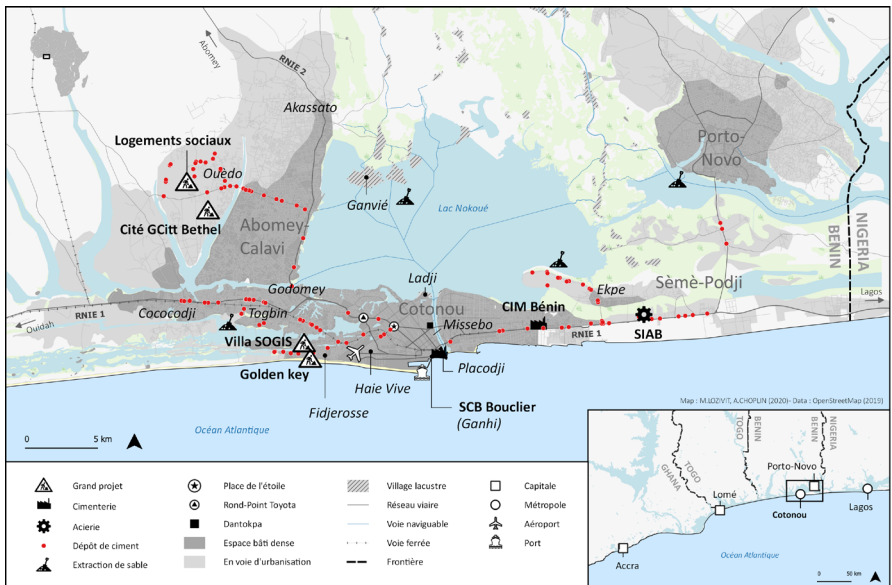 Abomey
RNIE 2
Akassato
Logements sociaux
Ouèdo
Cité GCitt Bethel
Abomey-
Calavi
Ganvié
Lac Nokoué
Porto-
Novo
NIGERIA
BENIN
Sèmè-Podji
Lagos
Ekpe
CIM Bénin
SIAB
RNIE 1
Godomey
Ladji
Cotonou
Missebo
Cococodji
Togbin
RNIE 1
Ouidah
Villa SOGIS
Golden key
Fidjerosse
Haie Vive
Placodji
SCB Bouclier
(Ganhi)
Océan Atlantique
0
5 km
Map : M.LOZIVIT, A.CHOPLIN (2020)- Data : OpenStreetMap (2019)
Grand projet
Cimenterie
Acierie
Dépôt de ciment
Extraction de sable
Place de l'étoile
Rond-Point Toyota
Dantokpa
Espace bâti dense
En voie d'urbanisation
Village lacustre
Réseau viaire
Voie naviguable
Voie ferrée
Frontière
Capitale
Métropole
Aéroport
Port
GHANA
TOGO
TOGO
BENIN
BENIN
NIGERIA
Porto-Novo
Lomé
Cotonou
Lagos
Accra
Océan Atlantique
0
50 km